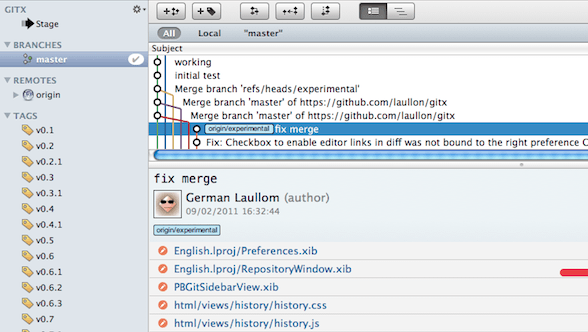 GITX
Stage
BRANCHES
master
REMOTES
origin
TAGS
v0.1
v0.2
v0.2.1
v0.3
v0.3.1
v0.4
v0.4.1
v0.5
v0.6
v0.6.1
v0.6.2
v0.6.3
v0.7
All Local "master"
Subject
working
initial test
Merge branch 'refs/heads/experimental'
Merge branch 'master' of https://github.com/laullon/gitx
Merge branch 'master' of https://github.com/laullon/gitx
origin/experimental fix merge
Fix: Checkbox to enable editor links in diff was not bound to the right preference C
fix merge
German Laullom (author)
09/02/2011 16:32:44
origin/experimental
English.lproj/Preferences.xib
English.lproj/RepositoryWindow.xib
PBGitSidebarView.xib
html/views/history/history.css
html/views/history/history.js